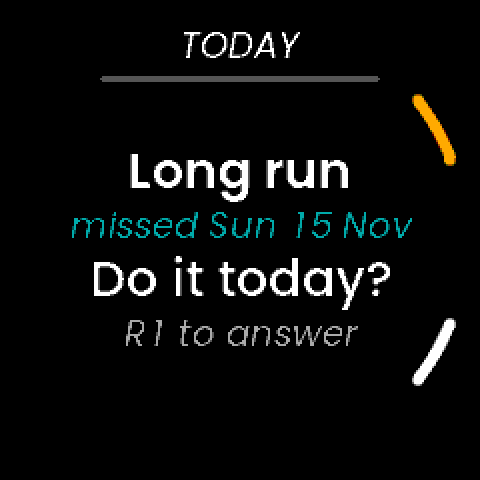 TODAY
Long run
missed Sun 15 Nov
Do it today?
R1 to answer